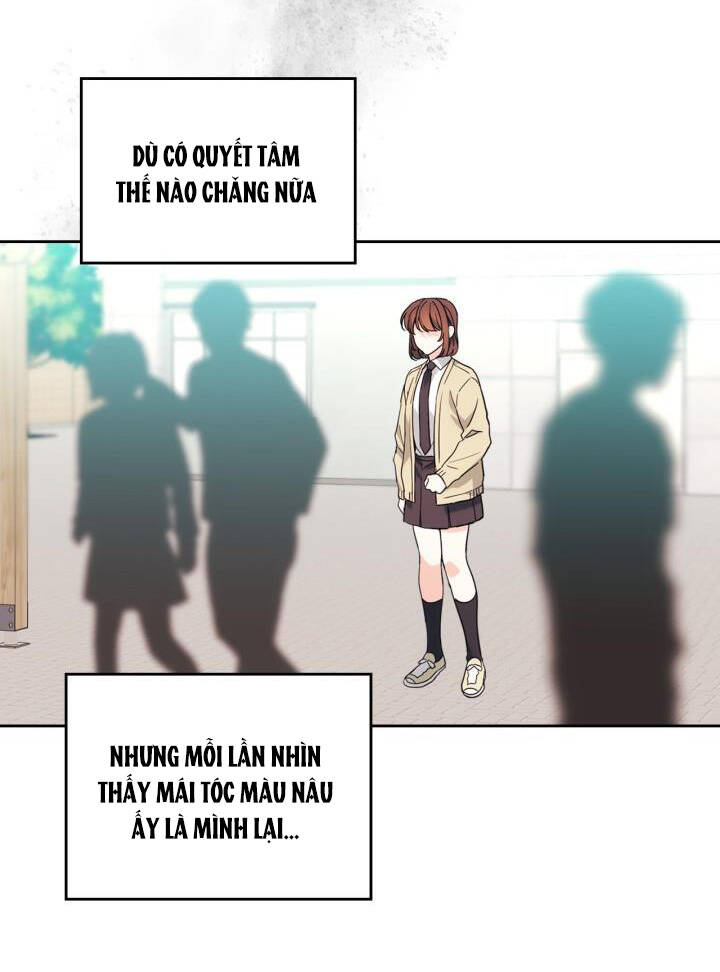 DÙ CÓ QUYẾT TÂM
THẾ NÀO CHĂNG NỮA
NHƯNG MỖI LẦN NHÌN
THẤY MÁI TÓC MÀU NÂU
ẤY LÀ MÌNH LẠI...